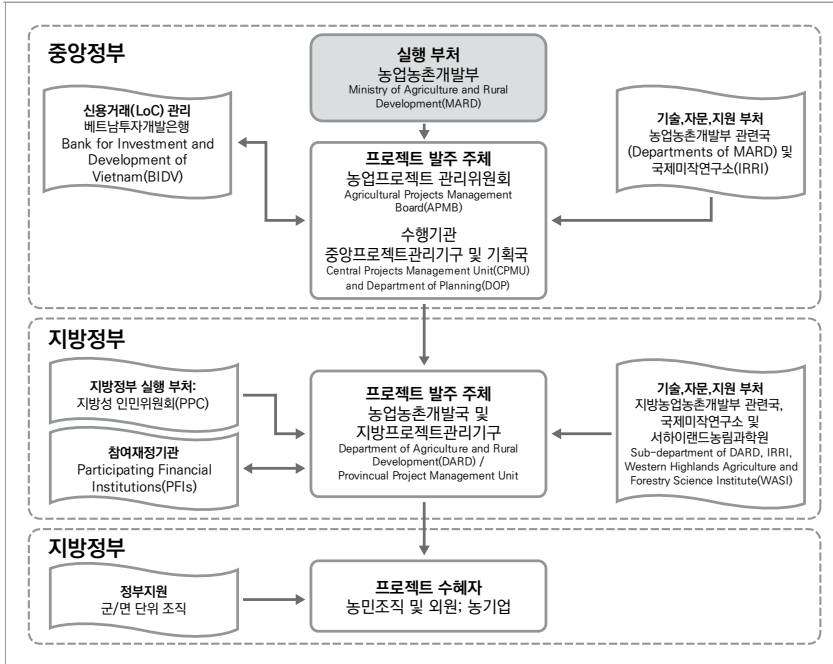 중앙정부
실행 부처
농업농촌개발부
Ministry of Agriculture and Rural
Development(MARD)
신용거래(LoC) 관리
베트남투자개발은행
Bank for Investment and
Development of
Vietnam(BIDV)
프로젝트 발주 주체
농업프로젝트 관리위원회
Agricultural Projects Management
Board(APMB)
수행기관
중앙프로젝트관리기구 및 기획국
Central Projects Management Unit(CPMU)
and Department of Planning(DOP)
기술,자문,지원 부처
농업농촌개발부 관련국
(Departments of MARD) 및
국제미작연구소(IRRI)
지방정부
지방정부 실행 부처:
지방성 인민위원회(PPC)
참여재정기관
Participating Financial
Institutions(PFIs)
프로젝트 발주 주체
농업농촌개발국 및
지방프로젝트관리기구
Department of Agriculture and Rural
Development(DARD) /
Provincual Project Management Unit
기술,자문,지원 부처
지방농업농촌개발부 관련국,
국제미작연구소 및
서하이랜드농림과학원
Sub-department of DARD, IRRI,
Western Highlands Agriculture and
Forestry Science Institute(WASI)
지방정부
정부지원
군/면 단위 조직
프로젝트 수혜자
농민조직 및 외원; 농기업